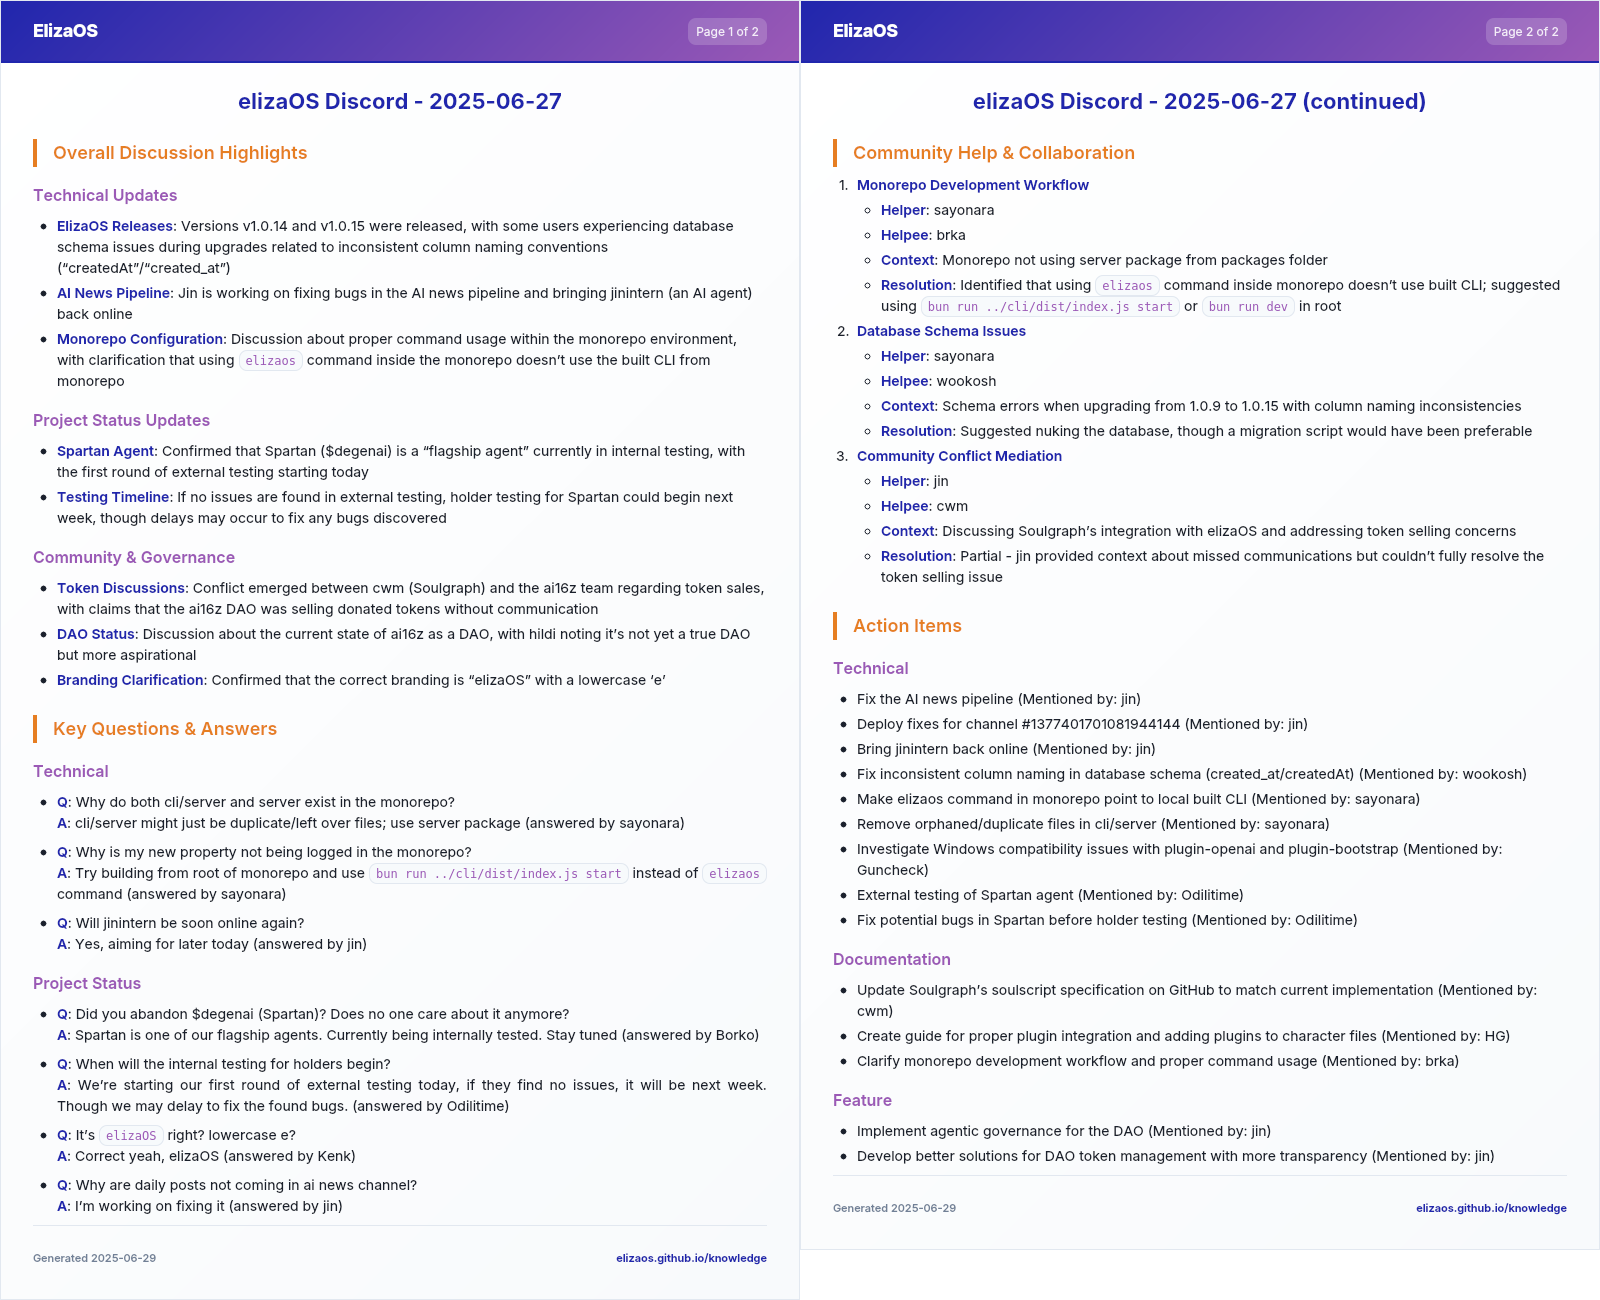 ElizaOS
Page 1 of 2
elizaOS Discord - 2025-06-27
Overall Discussion Highlights
Technical Updates
ElizaOS Releases: Versions v1.0.14 and v1.0.15 were released, with some users experiencing database
schema issues during upgrades related to inconsistent column naming conventions
(“createdAt”/“created_at”)
AI News Pipeline: Jin is working on fixing bugs in the AI news pipeline and bringing jinintern (an AI agent)
back online
Monorepo Configuration: Discussion about proper command usage within the monorepo environment,
with clarification that using elizaos command inside the monorepo doesn’t use the built CLI from
monorepo
Project Status Updates
Spartan Agent: Confirmed that Spartan ($degenai) is a “flagship agent” currently in internal testing, with
the first round of external testing starting today
Testing Timeline: If no issues are found in external testing, holder testing for Spartan could begin next
week, though delays may occur to fix any bugs discovered
Community & Governance
Token Discussions: Conflict emerged between cwm (Soulgraph) and the ai16z team regarding token sales,
with claims that the ai16z DAO was selling donated tokens without communication
DAO Status: Discussion about the current state of ai16z as a DAO, with hildi noting it’s not yet a true DAO
but more aspirational
Branding Clarification: Confirmed that the correct branding is “elizaOS” with a lowercase ‘e’
Key Questions & Answers
Technical
Q: Why do both cli/server and server exist in the monorepo?
A: cli/server might just be duplicate/left over files; use server package (answered by sayonara)
Q: Why is my new property not being logged in the monorepo?
A: Try building from root of monorepo and use bun run ../cli/dist/index.js start instead of elizaos
command (answered by sayonara)
Q: Will jinintern be soon online again?
A: Yes, aiming for later today (answered by jin)
Project Status
Q: Did you abandon $degenai (Spartan)? Does no one care about it anymore?
A: Spartan is one of our flagship agents. Currently being internally tested. Stay tuned (answered by Borko)
Q: When will the internal testing for holders begin?
A: We’re starting our first round of external testing today, if they find no issues, it will be next week.
Though we may delay to fix the found bugs. (answered by Odilitime)
Q: It’s elizaOS right? lowercase e?
A: Correct yeah, elizaOS (answered by Kenk)
Q: Why are daily posts not coming in ai news channel?
A: I’m working on fixing it (answered by jin)
Generated 2025-06-29
elizaos.github.io/knowledge
ElizaOS
Page 2 of 2
elizaOS Discord - 2025-06-27 (continued)
Community Help & Collaboration
1. Monorepo Development Workflow
Helper: sayonara
Helpee: brka
Context: Monorepo not using server package from packages folder
Resolution: Identified that using elizaos command inside monorepo doesn’t use built CLI; suggested
using bun run ../cli/dist/index.js start or bun run dev in root
2. Database Schema Issues
Helper: sayonara
Helpee: wookosh
Context: Schema errors when upgrading from 1.0.9 to 1.0.15 with column naming inconsistencies
Resolution: Suggested nuking the database, though a migration script would have been preferable
3. Community Conflict Mediation
Helper: jin
Helpee: cwm
Context: Discussing Soulgraph’s integration with elizaOS and addressing token selling concerns
Resolution: Partial - jin provided context about missed communications but couldn’t fully resolve the
token selling issue
Action Items
Technical
Fix the AI news pipeline (Mentioned by: jin)
Deploy fixes for channel #1377401701081944144 (Mentioned by: jin)
Bring jinintern back online (Mentioned by: jin)
Fix inconsistent column naming in database schema (created_at/createdAt) (Mentioned by: wookosh)
Make elizaos command in monorepo point to local built CLI (Mentioned by: sayonara)
Remove orphaned/duplicate files in cli/server (Mentioned by: sayonara)
Investigate Windows compatibility issues with plugin-openai and plugin-bootstrap (Mentioned by:
Guncheck)
External testing of Spartan agent (Mentioned by: Odilitime)
Fix potential bugs in Spartan before holder testing (Mentioned by: Odilitime)
Documentation
Update Soulgraph’s soulscript specification on GitHub to match current implementation (Mentioned by:
cwm)
Create guide for proper plugin integration and adding plugins to character files (Mentioned by: HG)
Clarify monorepo development workflow and proper command usage (Mentioned by: brka)
Feature
Implement agentic governance for the DAO (Mentioned by: jin)
Develop better solutions for DAO token management with more transparency (Mentioned by: jin)
Generated 2025-06-29
elizaos.github.io/knowledge